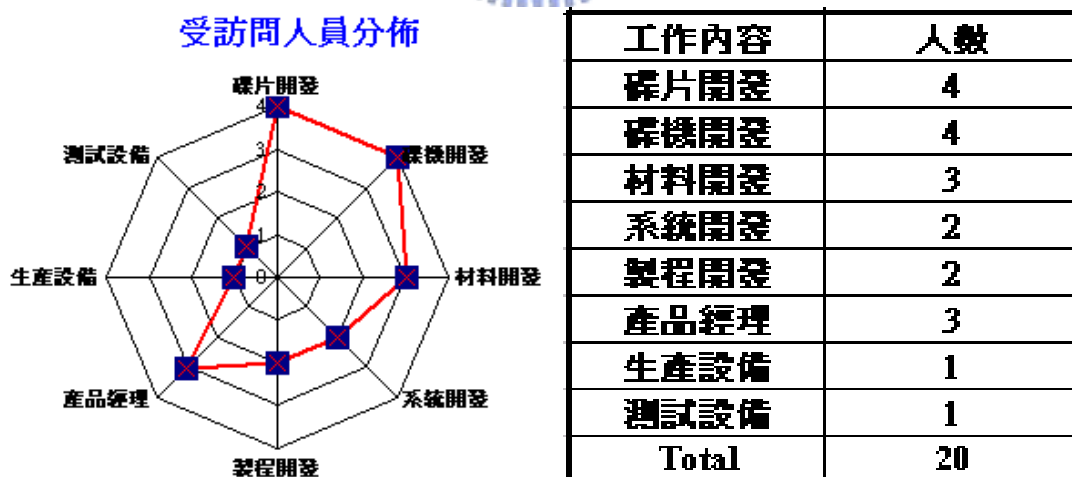 受訪問人員分佈
碟片開發
碟機開發
材料開發
系統開發
製程開發
產品經理
生產設備
測試設備
4
3
2
1
0
工作內容 人數
碟片開發 4
碟機開發 4
材料開發 3
系統開發 2
製程開發 2
產品經理 3
生產設備 1
測試設備 1
Total 20